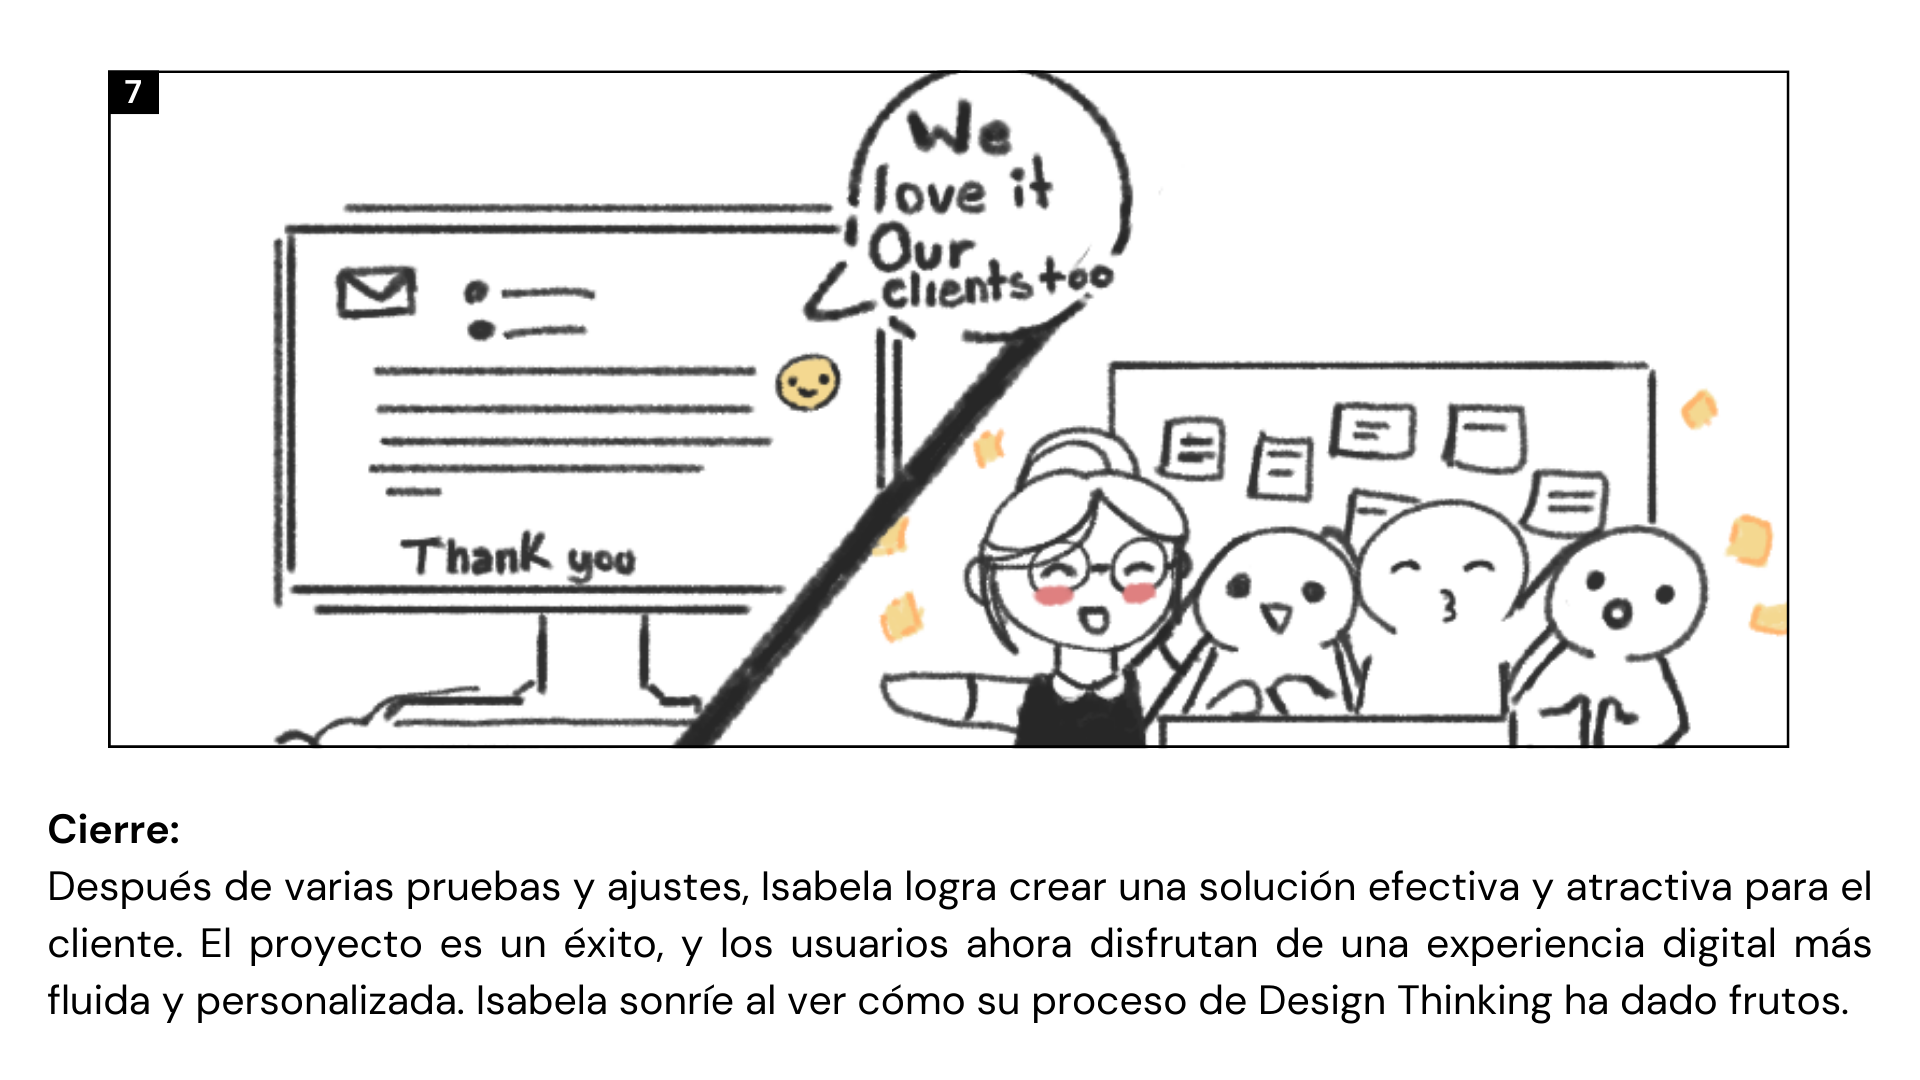 7
We
love it
Our
clients too
Thank you
Cierre:
Después de varias pruebas y ajustes, Isabela logra crear una solución efectiva y atractiva para el
cliente. El proyecto es un éxito, y los usuarios ahora disfrutan de una experiencia digital más
fluida y personalizada. Isabela sonríe al ver cómo su proceso de Design Thinking ha dado frutos.